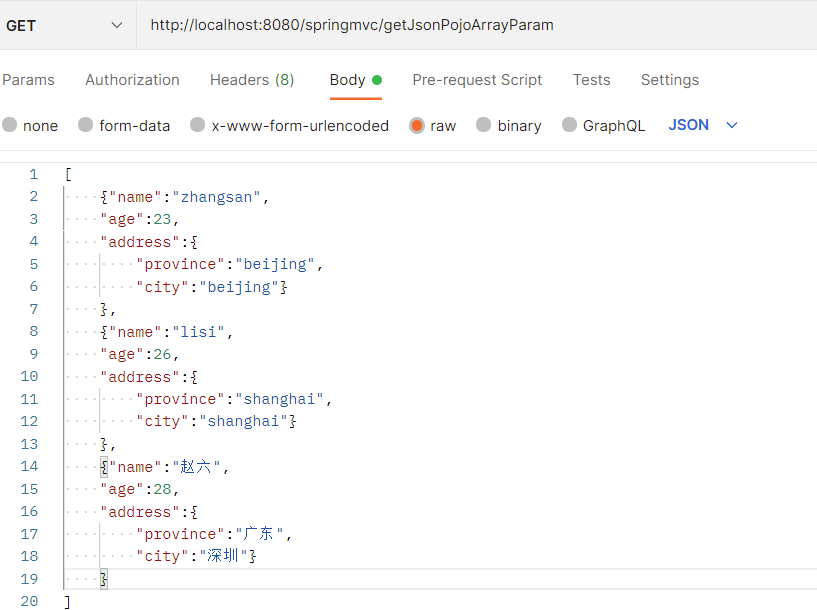 GET http://localhost:8080/springmvc/getJsonPojoArrayParam
Params Authorization Headers (8) Body Pre-request Script Tests Settings
none form-data x-www-form-urlencoded raw binary GraphQL JSON
1 [
2 {"name":"zhangsan",
3 "age":23,
4 "address":{
5 "province":"beijing",
6 "city":"beijing"}
7 },
8 {"name":"lisi",
9 "age":26,
10 "address":{
11 "province":"shanghai",
12 "city":"shanghai"}
13 },
14 {"name":"赵六",
15 "age":28,
16 "address":{
17 "province":"广东",
18 "city":"深圳"}
19 }
20 ]